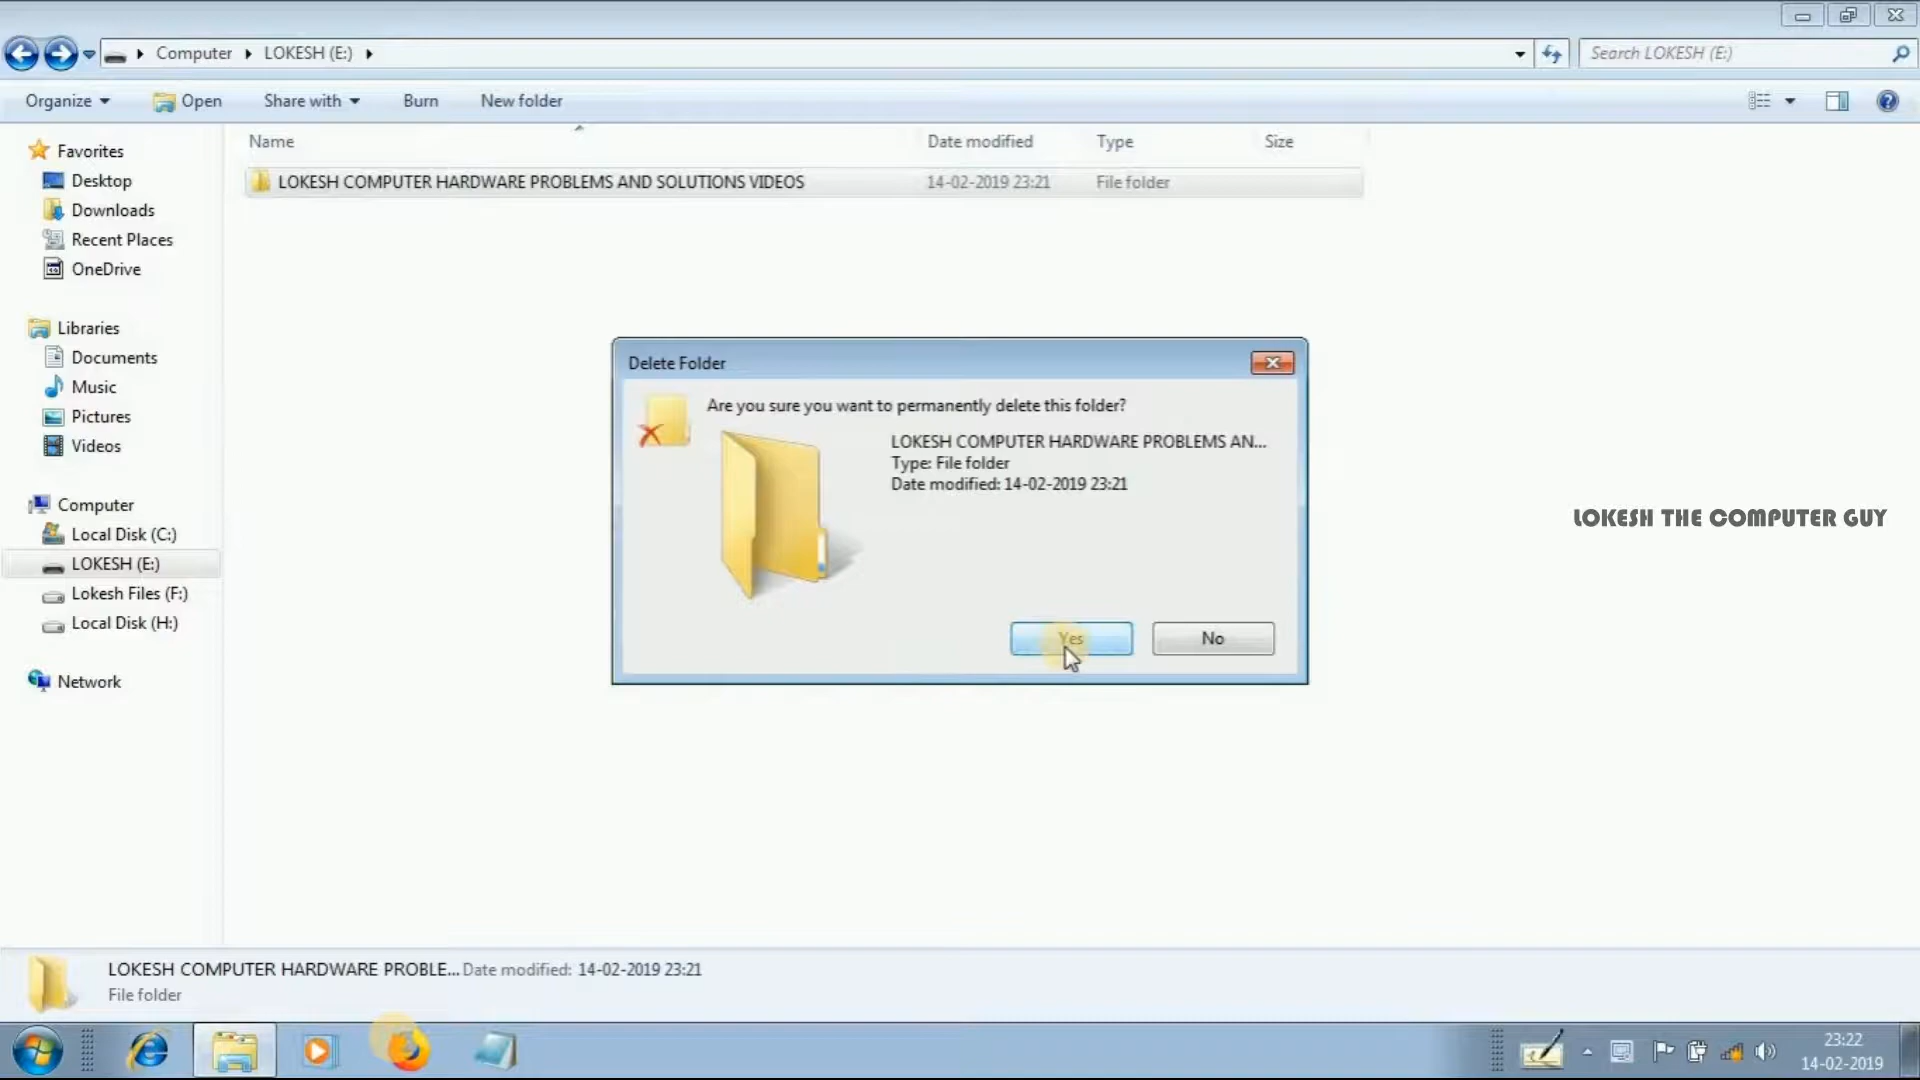 Computer LOKESH (E:)
Search LOKESH (E:)
Organize Open Share with Burn New folder
Name Date modified Type Size
LOKESH COMPUTER HARDWARE PROBLEMS AND SOLUTIONS VIDEOS 14-02-2019 23:21 File folder
Favorites
Desktop
Downloads
Recent Places
OneDrive
Libraries
Documents
Music
Pictures
Videos
Computer
Local Disk (C:)
LOKESH (E:)
Lokesh Files (F:)
Local Disk (H:)
Network
Delete Folder
Are you sure you want to permanently delete this folder?
LOKESH COMPUTER HARDWARE PROBLEMS AN...
Type: File folder
Date modified: 14-02-2019 23:21
Yes No
LOKESH THE COMPUTER GUY
LOKESH COMPUTER HARDWARE PROBLE... Date modified: 14-02-2019 23:21
File folder
23:22
14-02-2019